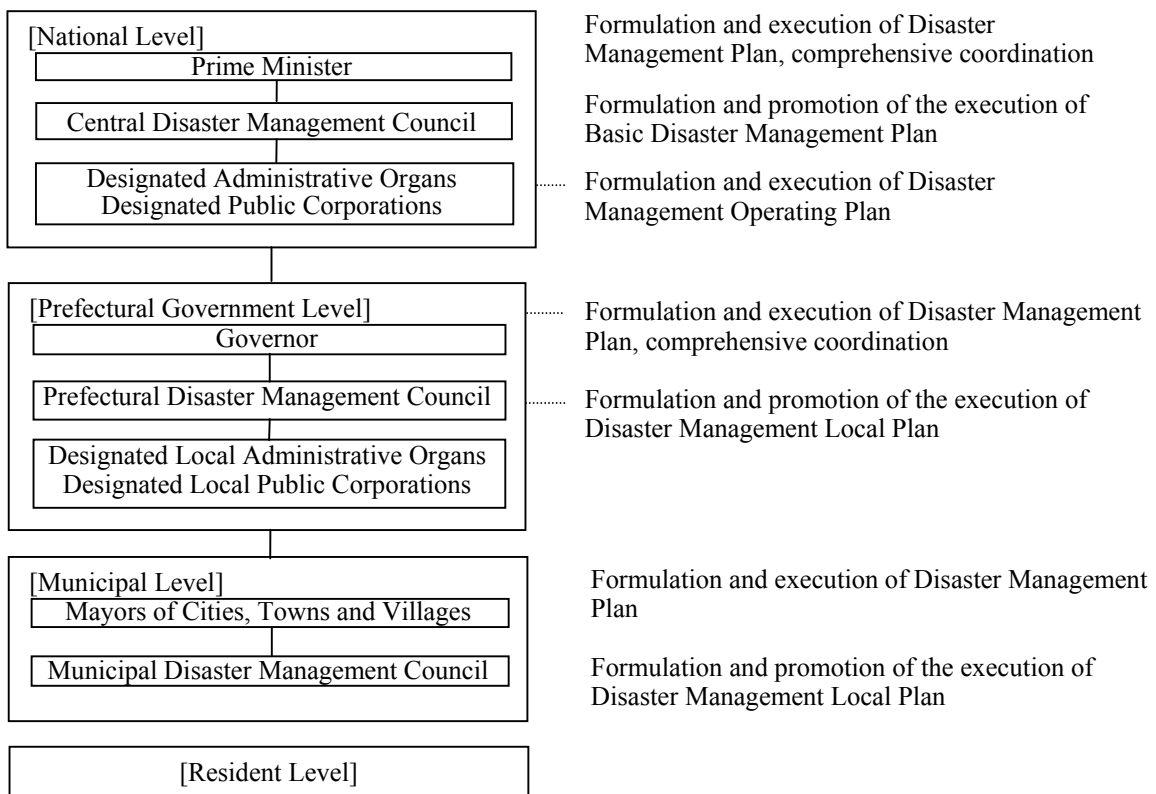 [National Level]
Prime Minister
Formulation and execution of Disaster
Management Plan, comprehensive coordination
Central Disaster Management Council
Formulation and promotion of the execution of
Basic Disaster Management Plan
Designated Administrative Organs
Designated Public Corporations
Formulation and execution of Disaster
Management Operating Plan
[Prefectural Government Level]
Governor
Formulation and execution of Disaster Management
Plan, comprehensive coordination
Prefectural Disaster Management Council
Formulation and promotion of the execution of
Disaster Management Local Plan
Designated Local Administrative Organs
Designated Local Public Corporations
[Municipal Level]
Mayors of Cities, Towns and Villages
Formulation and execution of Disaster Management
Plan
Municipal Disaster Management Council
Formulation and promotion of the execution of
Disaster Management Local Plan
[Resident Level]